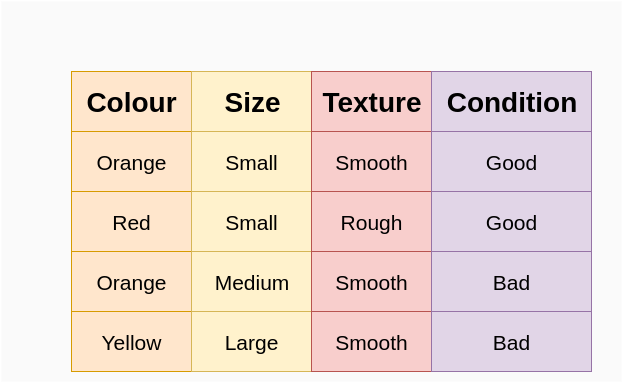 Colour Size Texture Condition
Orange Small Smooth Good
Red Small Rough Good
Orange Medium Smooth Bad
Yellow Large Smooth Bad